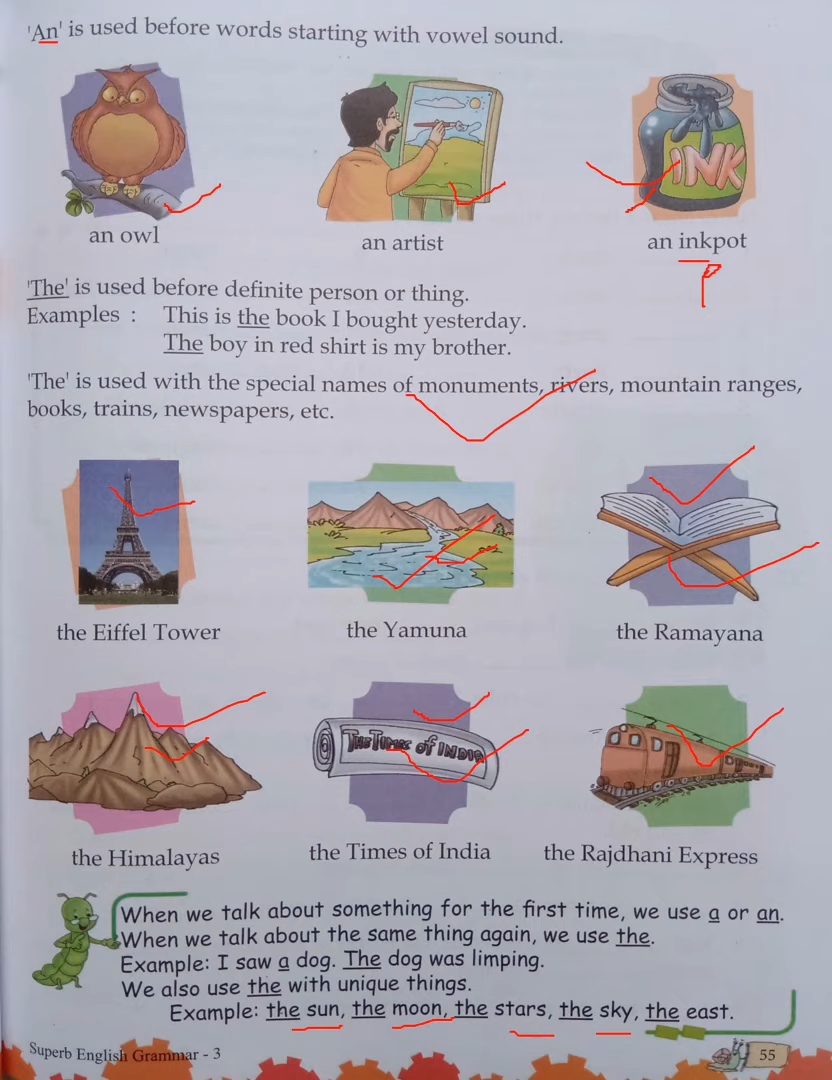 'An' is used before words starting with vowel sound.
INK
an owl
an artist
an inkpot
P
'The' is used before definite person or thing.
Examples : This is the book I bought yesterday.
The boy in red shirt is my brother.
'The' is used with the special names of monuments, rivers, mountain ranges,
books, trains, newspapers, etc.
the Eiffel Tower
the Yamuna
the Ramayana
THE TIMES of INDIA
the Himalayas
the Times of India
the Rajdhani Express
When we talk about something for the first time, we use a or an.
When we talk about the same thing again, we use the.
Example: I saw a dog. The dog was limping.
We also use the with unique things.
Example: the sun, the moon, the stars, the sky, the east.
Superb English Grammar - 3
55